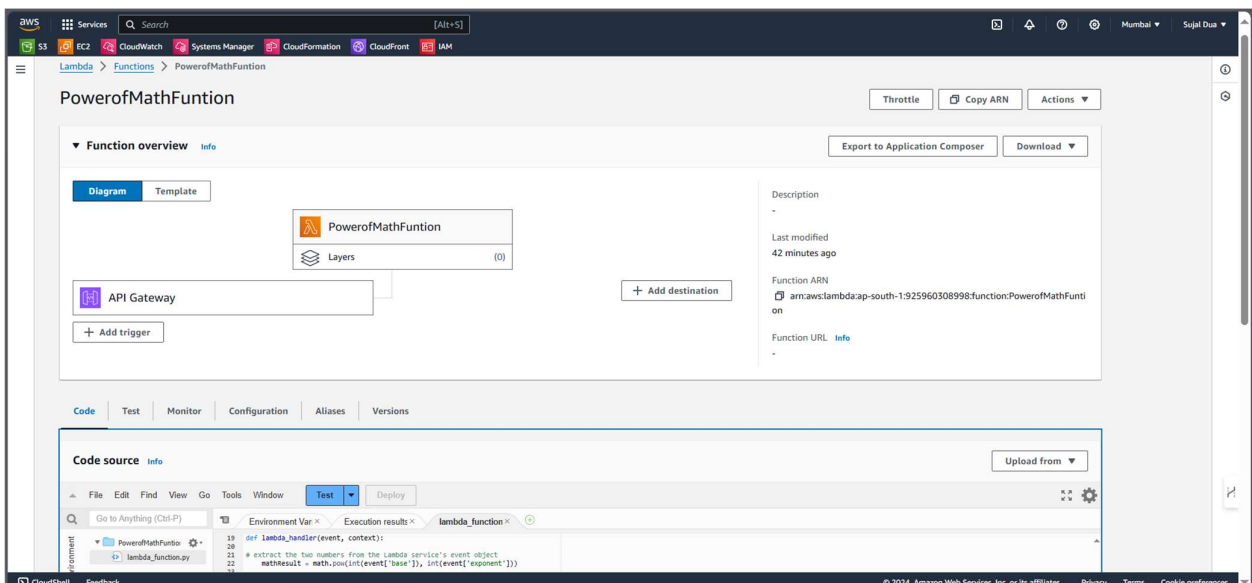 aws Services Search [Alt+S] Mumbai Sujal Dua
S3 EC2 CloudWatch Systems Manager CloudFormation CloudFront IAM
Lambda > Functions > PowerofMathFuntion
PowerofMathFuntion Throttle Copy ARN Actions
Function overview Info Export to Application Composer Download
Diagram Template
Description
-
PowerofMathFuntion
Layers (0)
Last modified
42 minutes ago
API Gateway
+ Add destination
Function ARN
arn:aws:lambda:ap-south-1:925960308998:function:PowerofMathFunti
on
+ Add trigger
Function URL Info
-
Code Test Monitor Configuration Aliases Versions
Code source Info Upload from
File Edit Find View Go Tools Window Test Deploy
Go to Anything (Ctrl-P) Environment Var × Execution results × lambda_function ×
PowerofMathFuntio
lambda_function.py
19 def lambda_handler(event, context):
20
21 # extract the two numbers from the Lambda service's event object
22 mathResult = math.pow(int(event['base']), int(event['exponent']))
23
CloudShell Feedback © 2024, Amazon Web Services, Inc. or its affiliates. Privacy Terms Cookie preferences